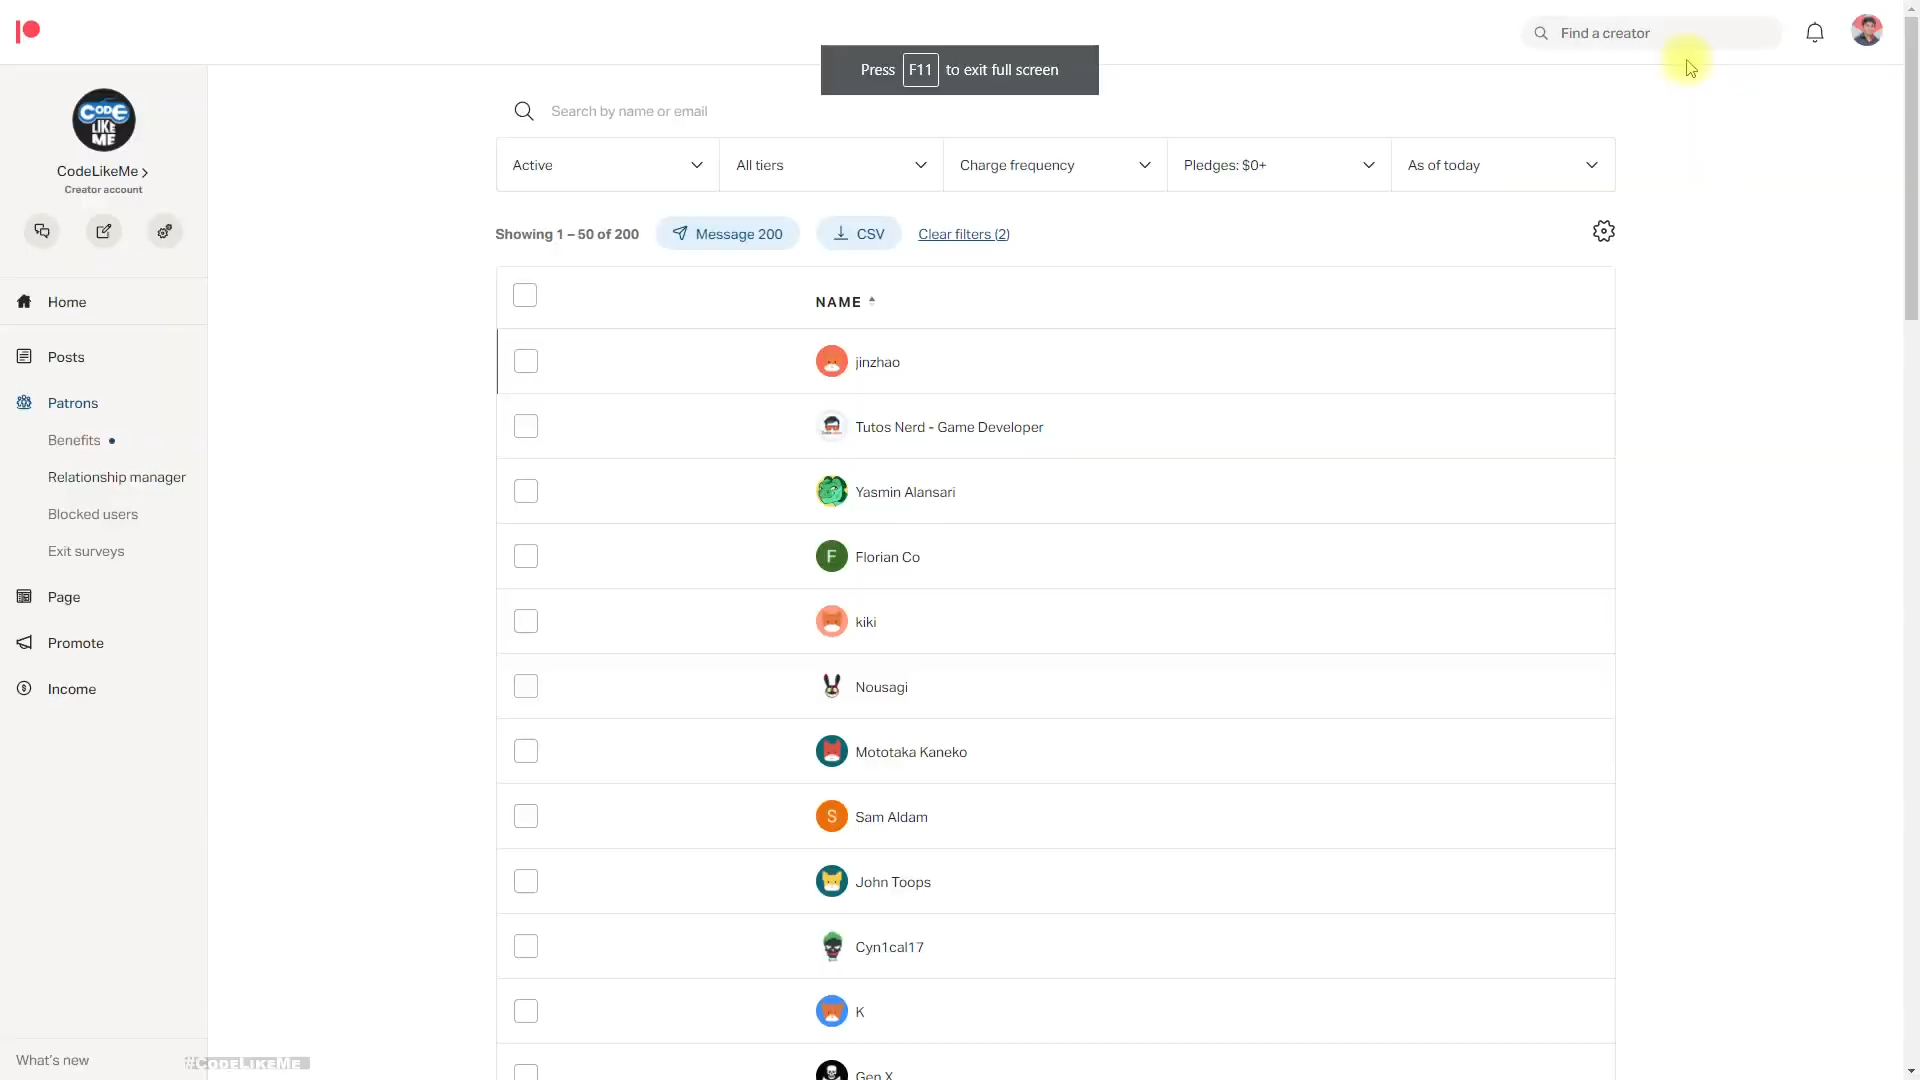 Find a creator
Press F11 to exit full screen
CODE
LIKE
ME
CodeLikeMe
Creator account
Home
Posts
Patrons
Benefits
Relationship manager
Blocked users
Exit surveys
Page
Promote
Income
What's new
#CodeLikeMe
Search by name or email
Active
All tiers
Charge frequency
Pledges: $0+
As of today
Showing 1 – 50 of 200
Message 200
CSV
Clear filters (2)
NAME
jinzhao
Tutos Nerd - Game Developer
Yasmin Alansari
F
Florian Co
kiki
Nousagi
Mototaka Kaneko
S
Sam Aldam
John Toops
Cyn1cal17
K
Gen X